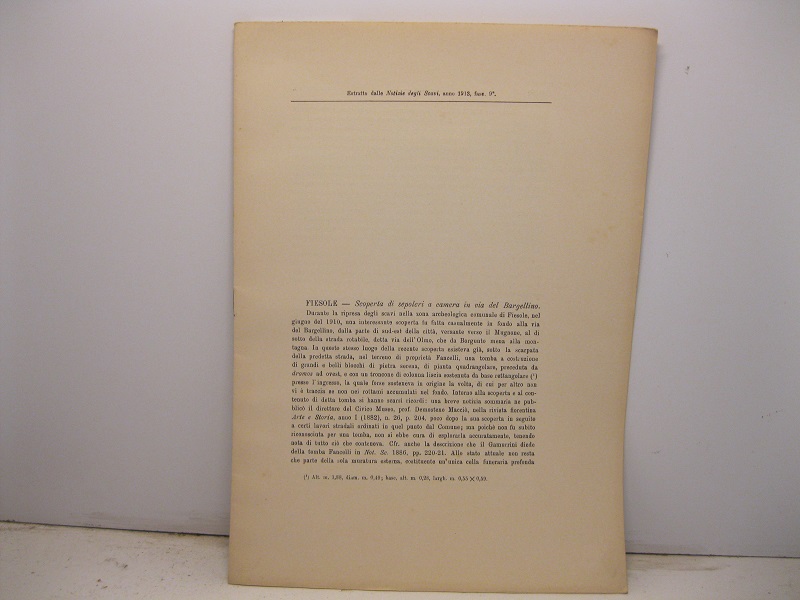 Estratto dalle Notizie degli Scavi, anno 1913, fasc. 9°.
FIESOLE — Scoperta di sepolcri a camera in via del Bargellino.
Durante la ripresa degli scavi nella zona archeologica comunale di Fiesole, nel
giugno del 1910, una interessante scoperta fu fatta casualmente in fondo alla via
del Bargellino, dalla parte di sud-est della città, versante verso il Mugnone, al di
sotto della strada rotabile, detta via dell'Olmo, che da Borgunto mena alla mon-
tagna. In questo stesso luogo della recente scoperta esisteva già, sotto la scarpata
della predetta strada, nel terreno di proprietà Fancelli, una tomba a costruzione
di grandi e belli blocchi di pietra serena, di pianta quadrangolare, preceduta da
dromos ad ovest, e con un troncone di colonna liscia sostenuta da base rettangolare (¹)
presso l'ingresso, la quale forse sosteneva in origine la volta, di cui per altro non
vi è traccia se non nei rottami accumulati nel fondo. Intorno alla scoperta e al con-
tenuto di detta tomba si hanno scarsi ricordi: una breve notizia sommaria ne pub-
blicò il direttore del Civico Museo, prof. Demostene Macciò, nella rivista fiorentina
Arte e Storia, anno I (1882), n. 26, p. 204, poco dopo la sua scoperta in seguito
a certi lavori stradali ordinati in quel punto dal Comune; ma poichè non fu subito
riconosciuta per una tomba, non si ebbe cura di esplorarla accuratamente, tenendo
nota di tutto ciò che conteneva. Cfr. anche la descrizione che il Gamurrini diede
della tomba Fancelli in Not. Sc. 1886, pp. 220-21. Allo stato attuale non resta
che parte della sola muratura esterna, costituente un'unica cella funeraria profonda
(¹) Alt. m. 1,66, diam. m. 0,40; base, alt. m. 0,26, largh. m. 0,55 × 0,50.